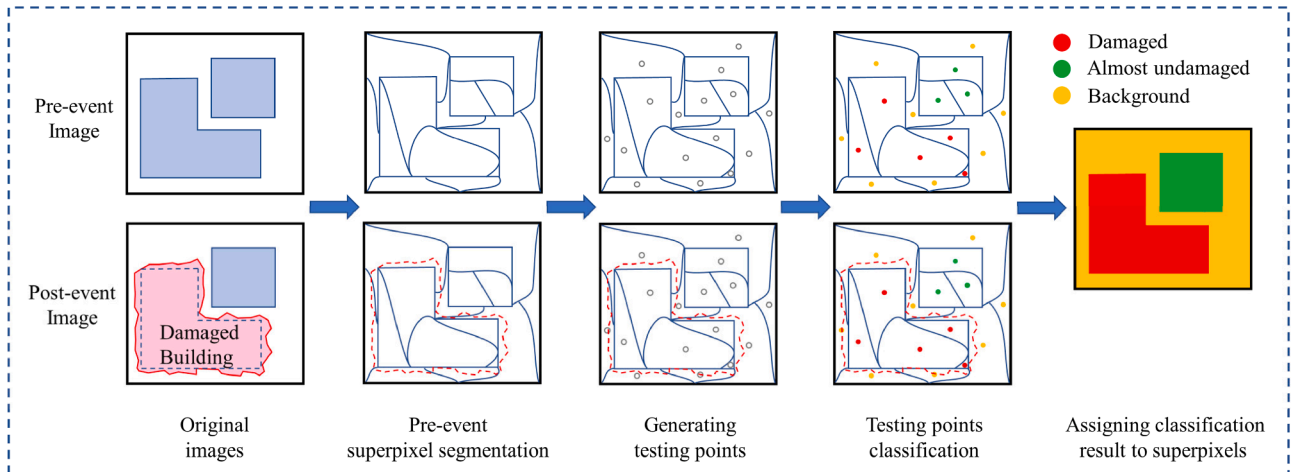 Pre-event
Image
Damaged
Almost undamaged
Background
Post-event
Image
Damaged
Building
Original
images
Pre-event
superpixel segmentation
Generating
testing points
Testing points
classification
Assigning classification
result to superpixels